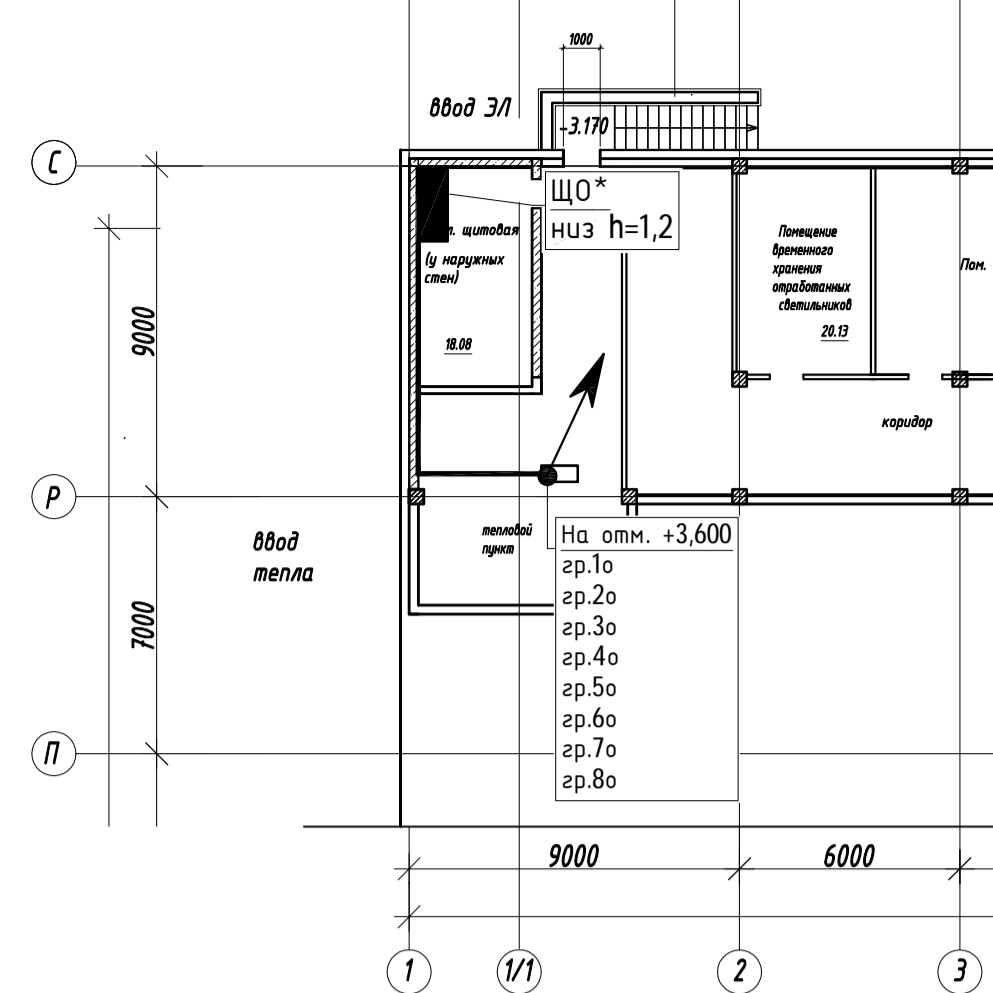 1000
ввод ЭЛ
-3.170
С
ЩО*
низ h=1,2
щитовая
(у наружных
стен)
18.08
Помещение
временного
хранения
отработанных
светильников
20.13
Пом.
9000
коридор
Р
тепловой
пункт
ввод
тепла
На отм. +3,600
гр.1о
гр.2о
гр.3о
гр.4о
гр.5о
гр.6о
гр.7о
гр.8о
7000
П
9000
6000
1
1/1
2
3